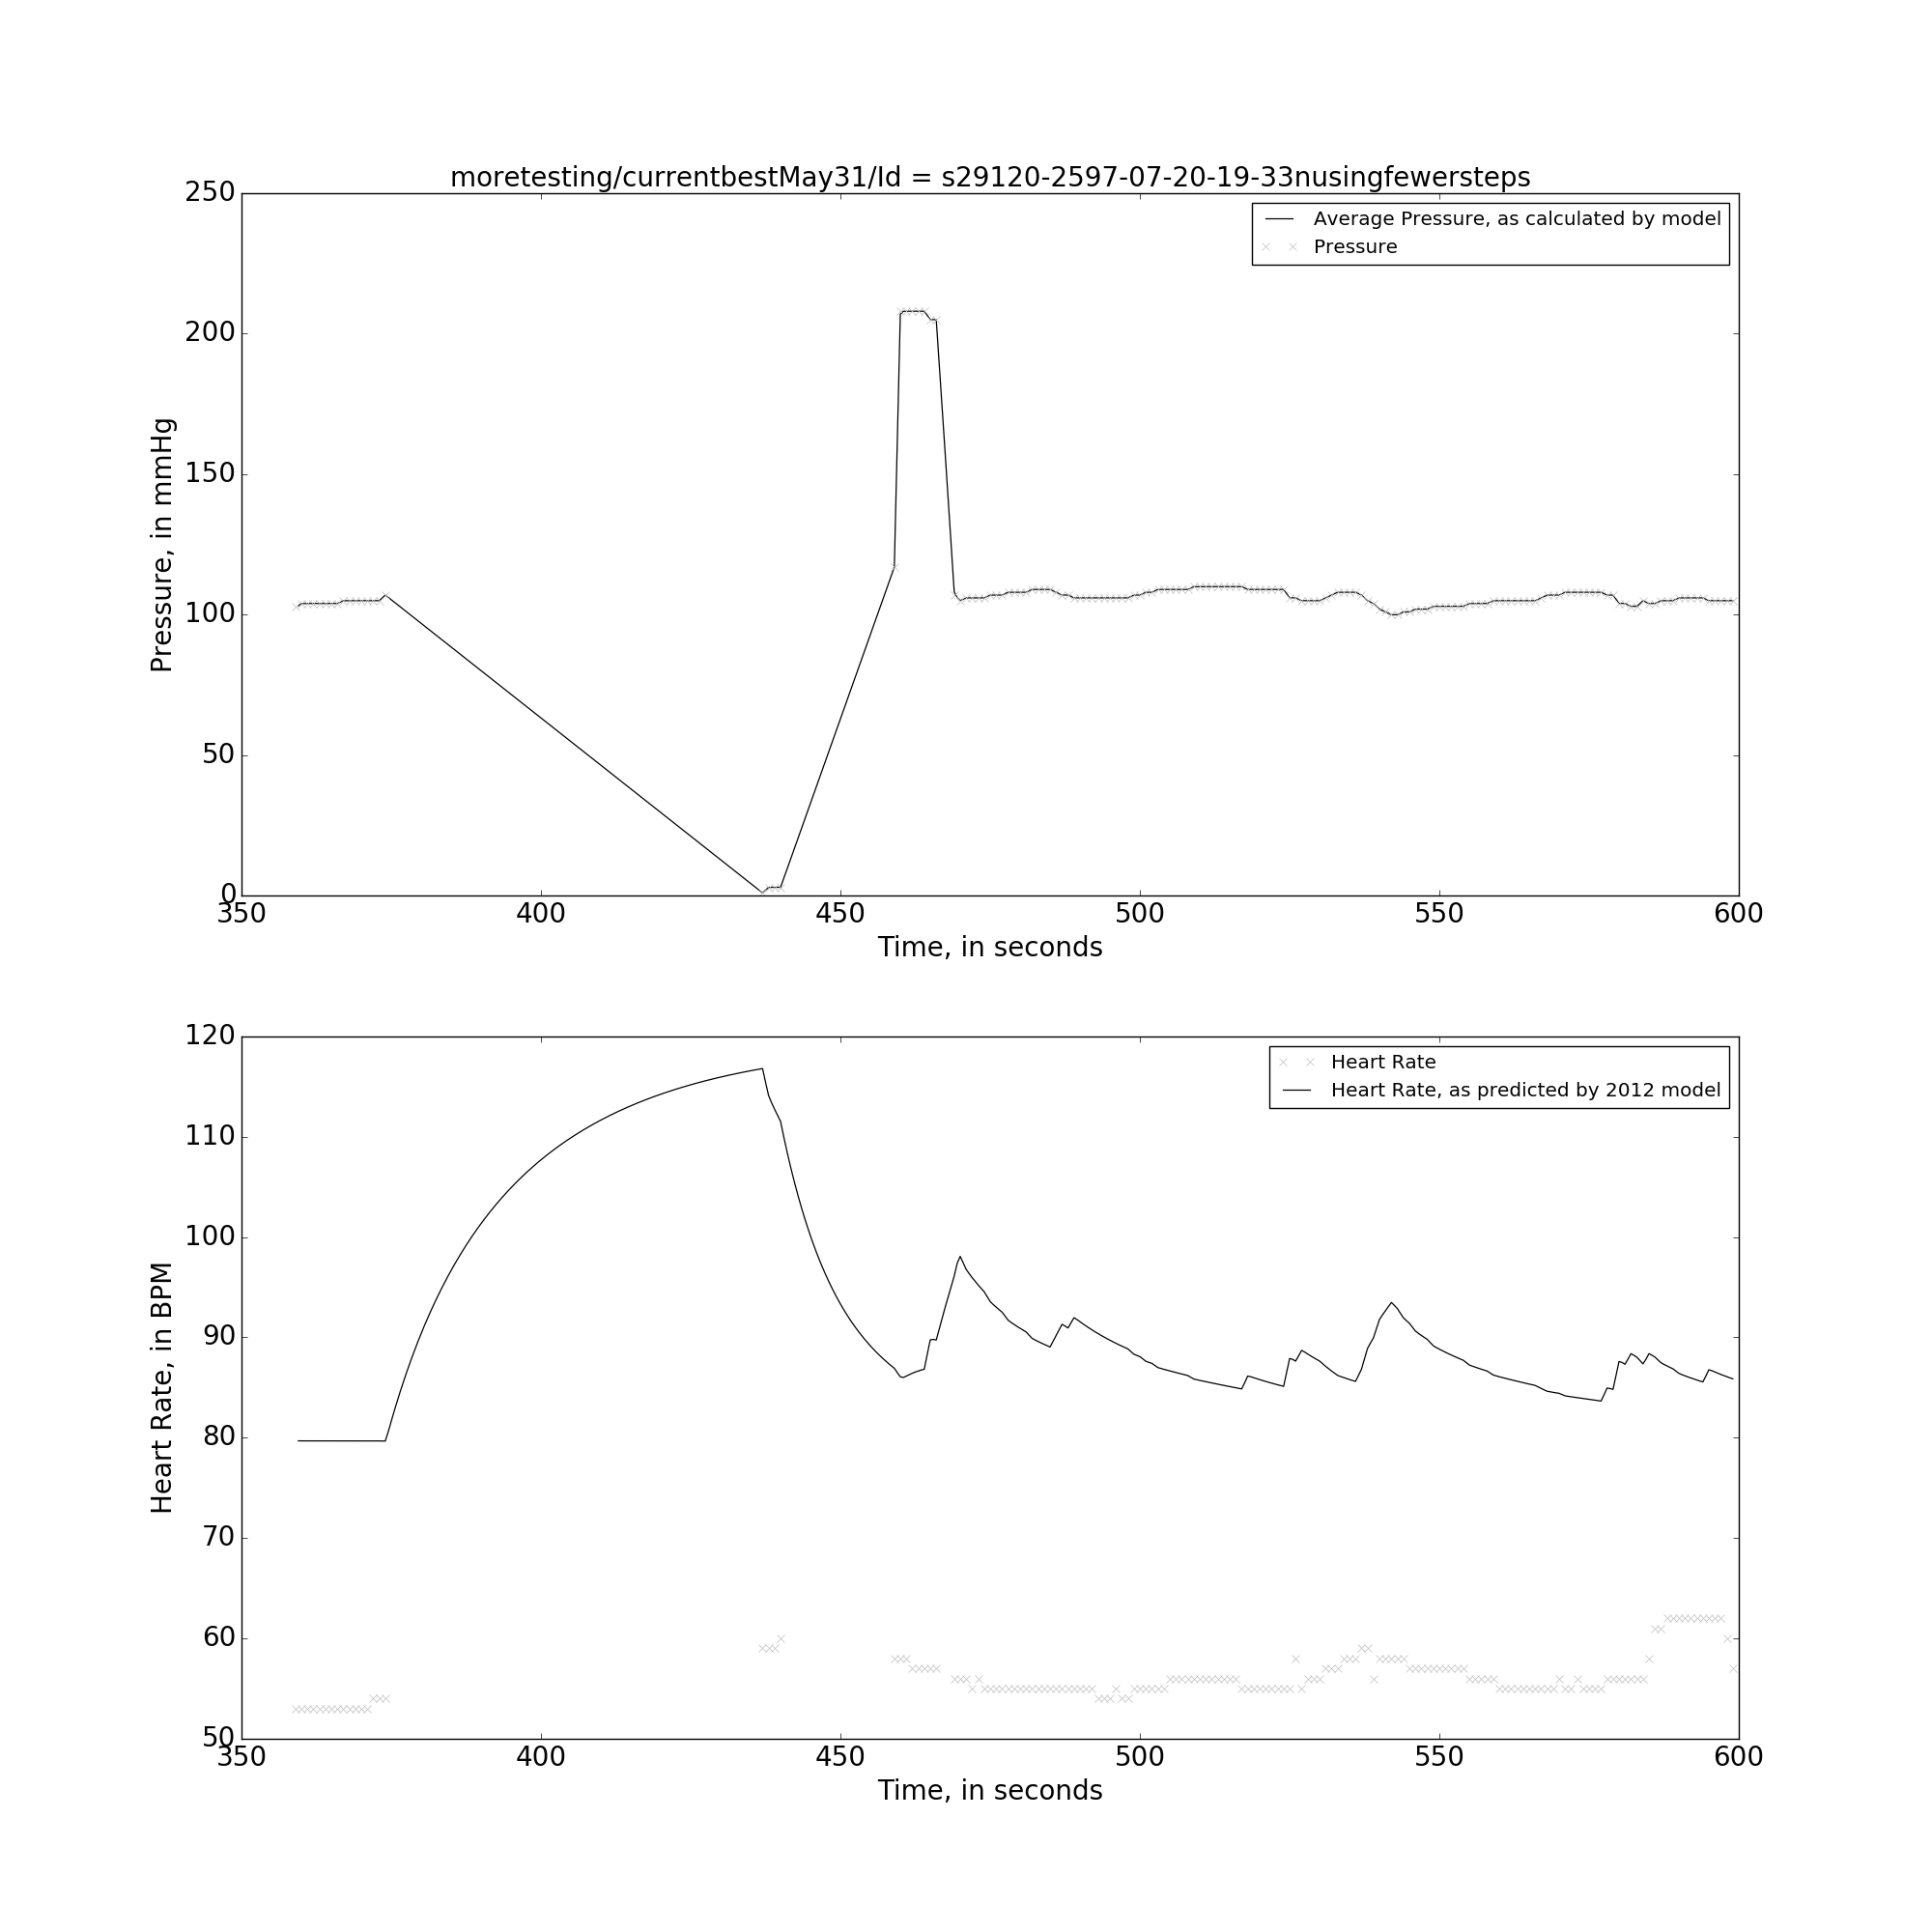 moretesting/currentbestMay31/Id = s29120-2597-07-20-19-33nusingfewersteps
250
200
150
100
50
0
Pressure, in mmHg
Average Pressure, as calculated by model
Pressure
350 400 450 500 550 600
Time, in seconds
120
110
100
90
80
70
60
50
Heart Rate, in BPM
Heart Rate
Heart Rate, as predicted by 2012 model
350 400 450 500 550 600
Time, in seconds